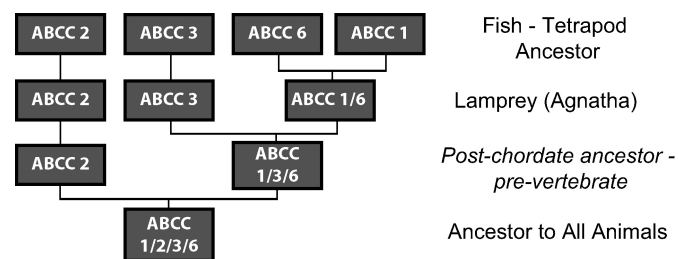 ABCC 2 ABCC 3 ABCC 6 ABCC 1
Fish - Tetrapod
Ancestor
ABCC 2 ABCC 3 ABCC 1/6
Lamprey (Agnatha)
ABCC 2
ABCC
1/3/6
Post-chordate ancestor -
pre-vertebrate
ABCC
1/2/3/6
Ancestor to All Animals